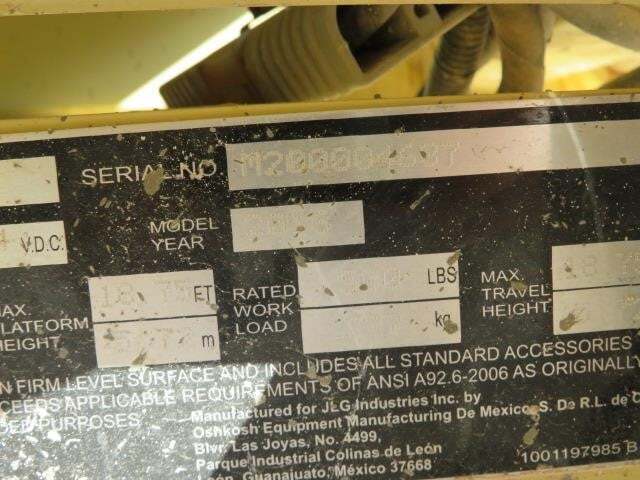 SERIAL NO
V.D.C.
MODEL YEAR
MAX. PLATFORM HEIGHT
18.75 FT
m
RATED WORK LOAD
LBS
kg
MAX. TRAVEL HEIGHT
N FIRM LEVEL SURFACE AND INCLUDES ALL STANDARD ACCESSORIES
CEEDS APPLICABLE REQUIREMENTS OF ANSI A92.6-2006 AS ORIGINALLY
PURPOSES
Manufactured for JLG Industries Inc. by
Oshkosh Equipment Manufacturing De Mexico, S. De R.L. de C
Blvr. Las Joyas, No. 4499,
Parque Industrial Colinas de León
León, Guanajuato, México 37668
1001197985 B